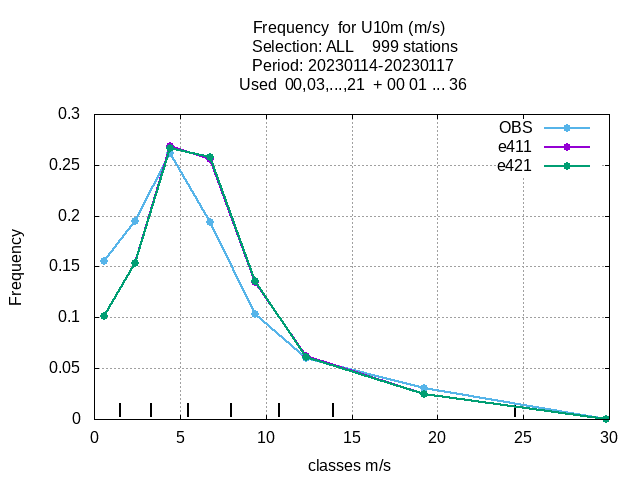 Frequency  for U10m (m/s)
Selection: ALL    999 stations
Period: 20230114-20230117
Used  00,03,...,21  + 00 01 ... 36
0.3
0.25
0.2
0.15
0.1
0.05
0
Frequency
OBS
e411
e421
0 5 10 15 20 25 30
classes m/s